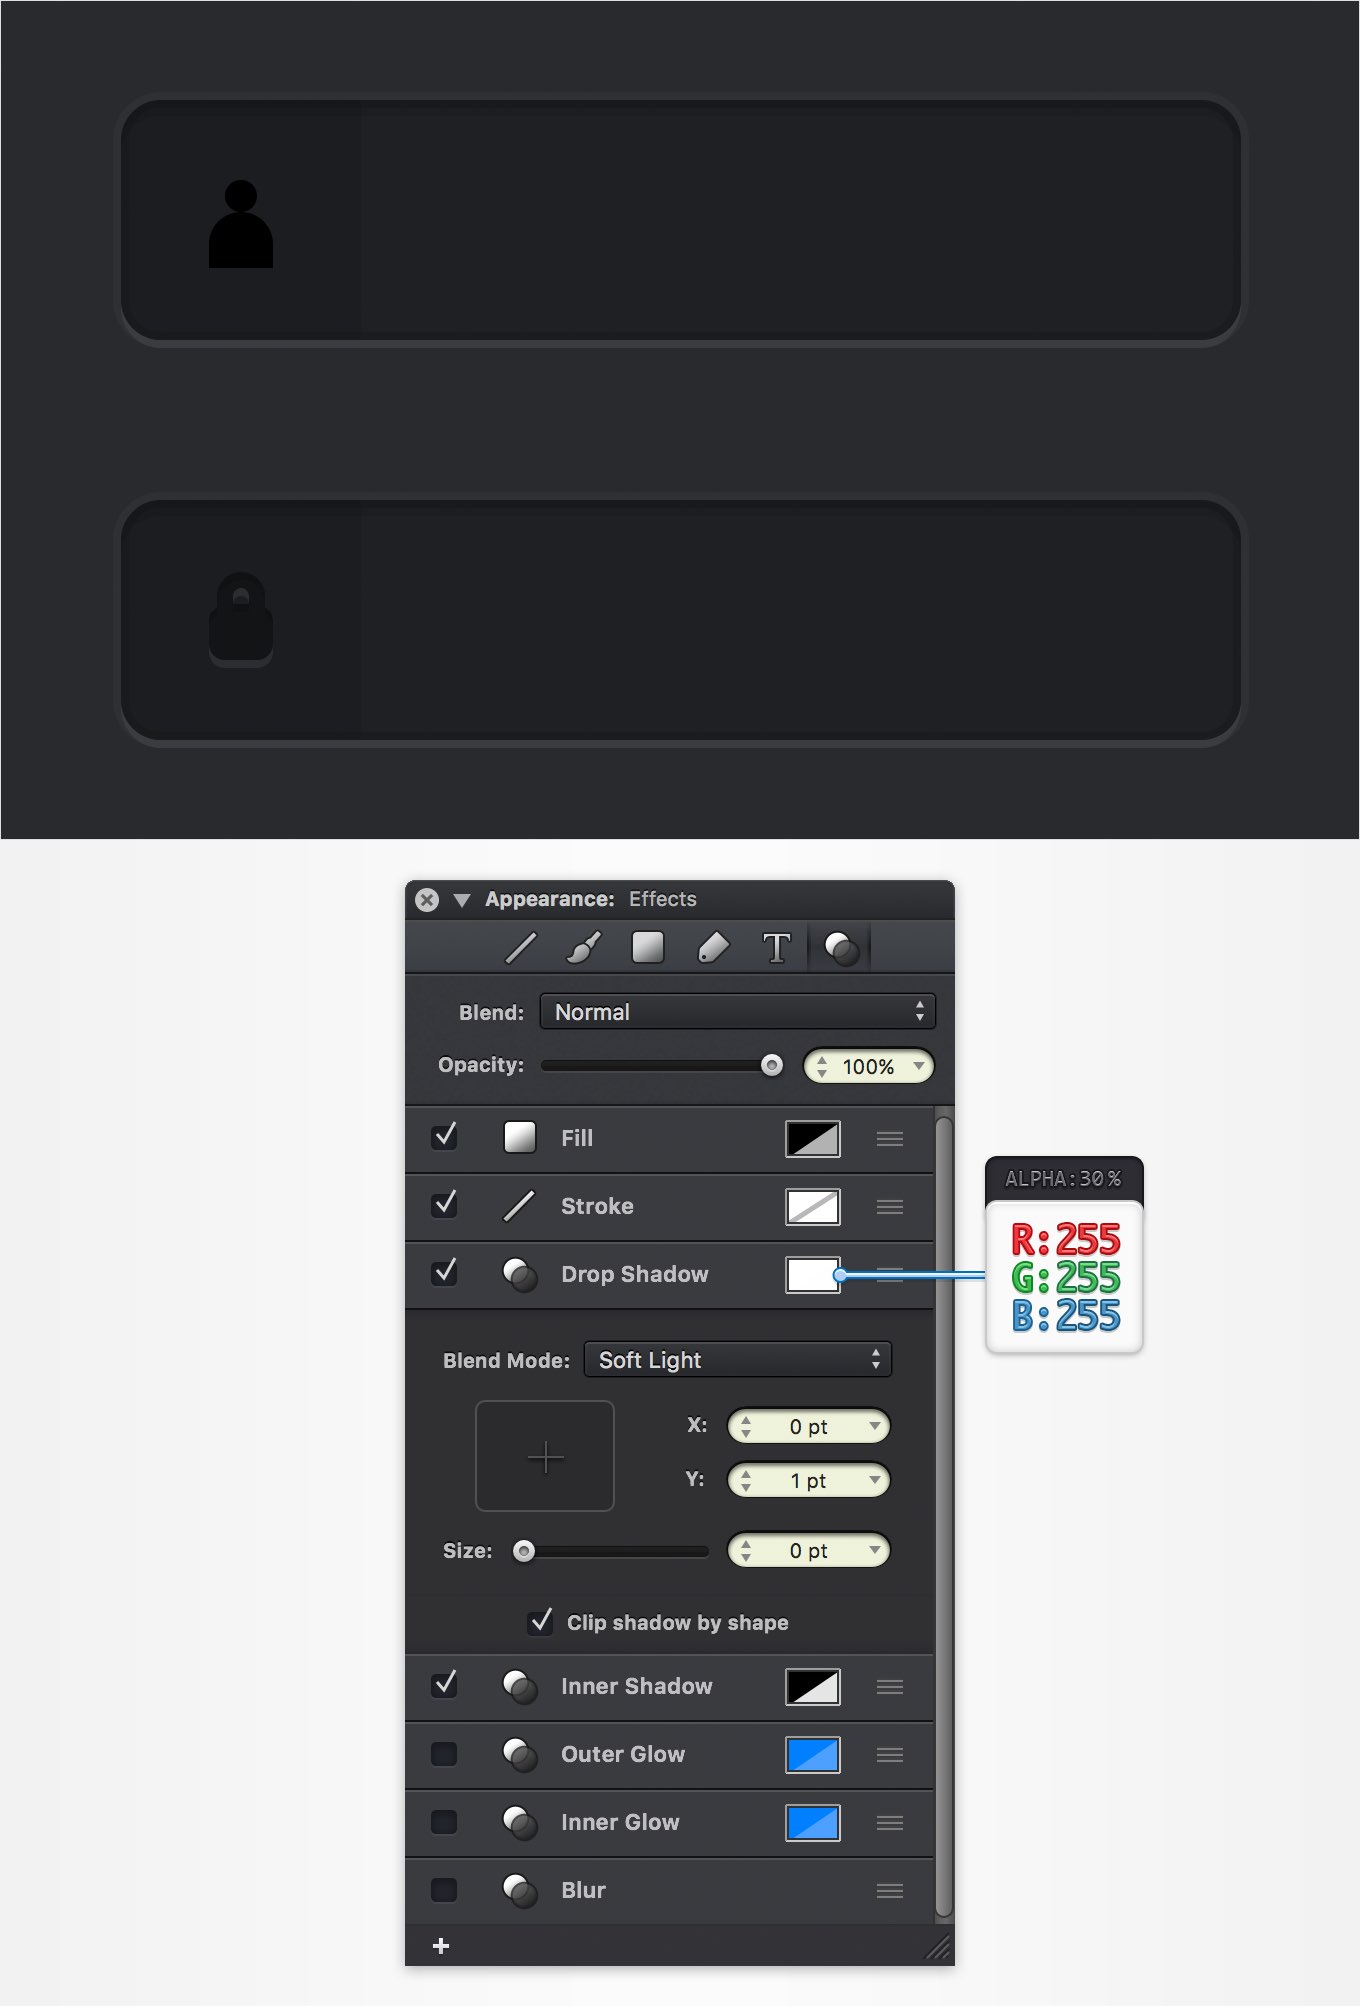 Appearance: Effects
T
Blend: Normal
Opacity: 100%
Fill
Stroke
Drop Shadow
ALPHA:30%
R:255
G:255
B:255
Blend Mode: Soft Light
X: 0 pt
Y: 1 pt
Size: 0 pt
Clip shadow by shape
Inner Shadow
Outer Glow
Inner Glow
Blur